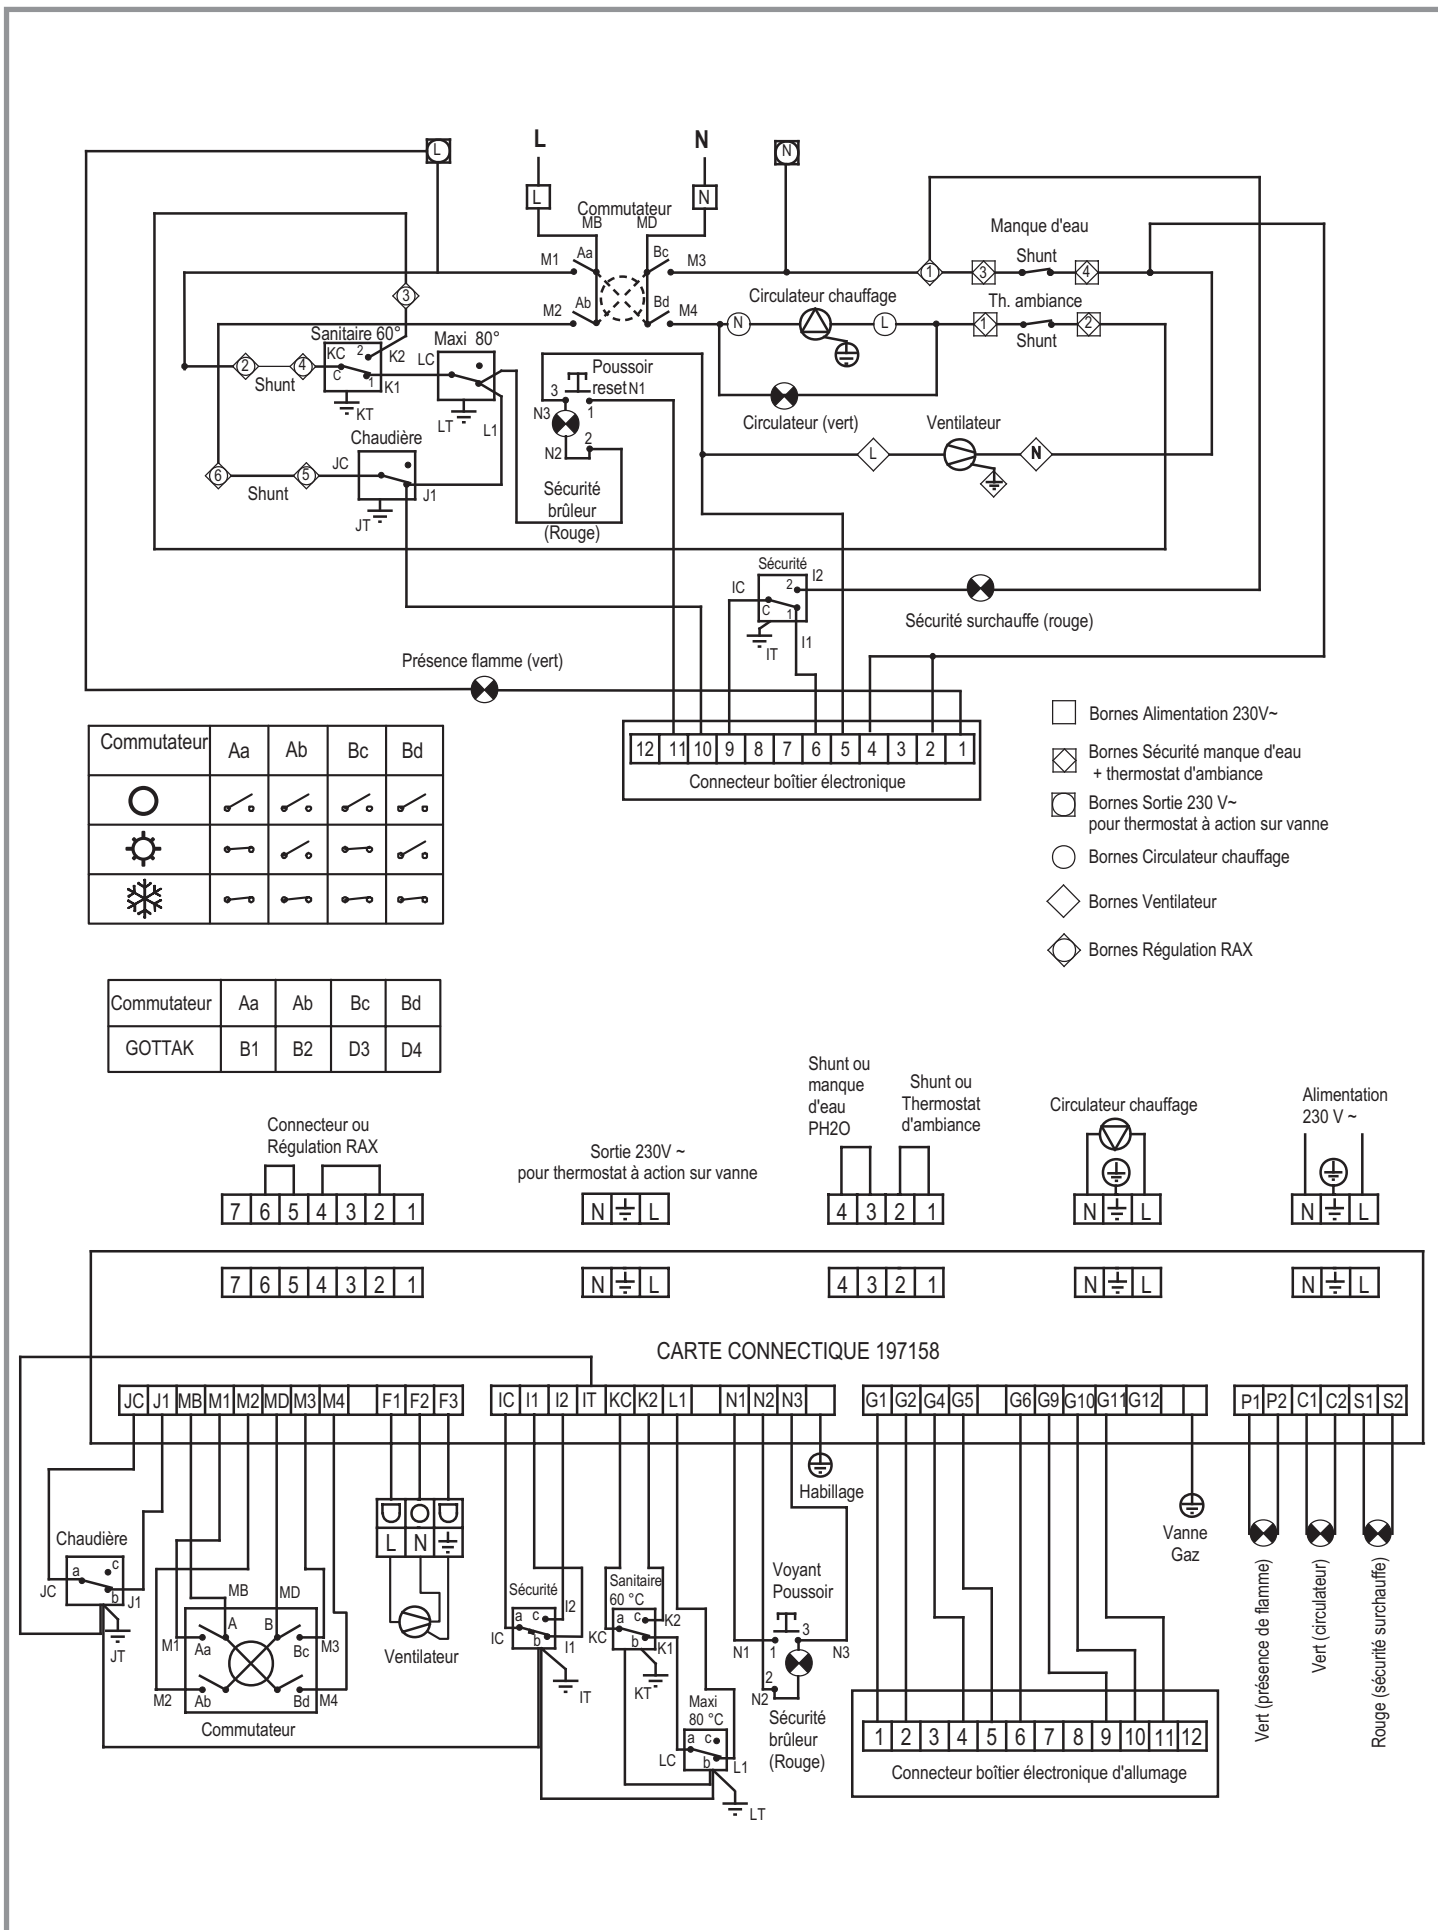 L
N
L
N
L
N
Commutateur
MB
MD
Aa
Bc
M1
M3
Ab
Bd
M2
M4
1
Manque d'eau
3
Shunt
4
Circulateur chauffage
N
L
Th. ambiance
1
2
Shunt
3
Sanitaire 60°
KC
2
K2
C
1
K1
KT
2
4
Shunt
Maxi 80°
LC
LT
L1
Poussoir
reset
N1
3
1
N3
2
N2
Sécurité
brûleur
(Rouge)
Circulateur (vert)
Ventilateur
L
N
Chaudière
JC
J1
JT
6
5
Shunt
Sécurité
IC
2
I2
C
1
I1
IT
Sécurité surchauffe (rouge)
Présence flamme (vert)
12 11 10 9 8 7 6 5 4 3 2 1
Connecteur boîtier électronique
Bornes Alimentation 230V~
Bornes Sécurité manque d'eau
+ thermostat d'ambiance
Bornes Sortie 230 V~
pour thermostat à action sur vanne
Bornes Circulateur chauffage
Bornes Ventilateur
Bornes Régulation RAX
Commutateur Aa Ab Bc Bd
Commutateur Aa Ab Bc Bd
GOTTAK B1 B2 D3 D4
Connecteur ou
Régulation RAX
7 6 5 4 3 2 1
Sortie 230V ~
pour thermostat à action sur vanne
N L
Shunt ou
manque
d'eau
PH2O
Shunt ou
Thermostat
d'ambiance
4 3 2 1
Circulateur chauffage
N L
Alimentation
230 V ~
N L
7 6 5 4 3 2 1
N L
4 3 2 1
N L
N L
CARTE CONNECTIQUE 197158
JC J1 MB M1 M2 MD M3 M4 F1 F2 F3
IC I1 I2 IT KC K2 L1 N1 N2 N3
G1 G2 G4 G5 G6 G9 G10 G11 G12
P1 P2 C1 C2 S1 S2
Chaudière
a
c
b
JC
J1
JT
MB
MD
A
B
M1
Aa
Bc
M3
M2
Ab
Bd
M4
Commutateur
L N
Ventilateur
Sécurité
a
c
b
IC
I2
I1
IT
Sanitaire
60 °C
a
c
b
KC
K2
K1
KT
Maxi
80 °C
a
c
b
LC
L1
LT
Habillage
Voyant
Poussoir
N1
1
3
N3
2
N2
Sécurité
brûleur
(Rouge)
Vanne
Gaz
1 2 3 4 5 6 7 8 9 10 11 12
Connecteur boîtier électronique d'allumage
Vert (présence de flamme)
Vert (circulateur)
Rouge (sécurité surchauffe)